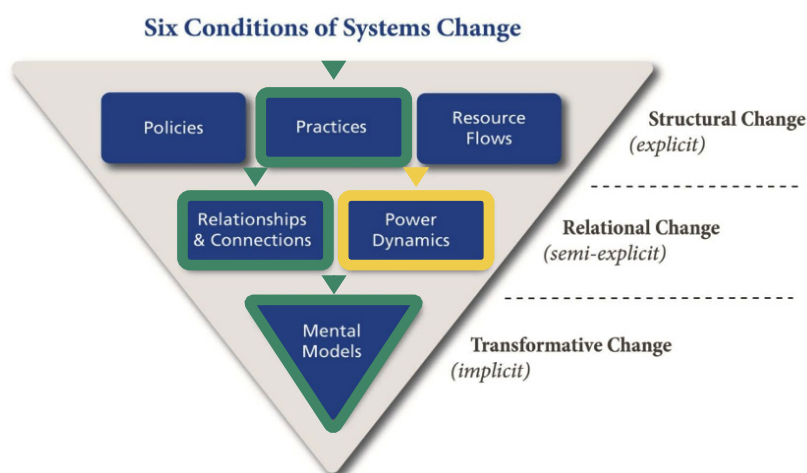 Six Conditions of Systems Change
Policies
Practices
Resource
Flows
Structural Change
(explicit)
Relationships
& Connections
Power
Dynamics
Relational Change
(semi-explicit)
Mental
Models
Transformative Change
(implicit)